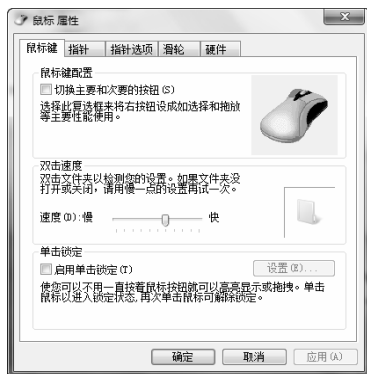 鼠标 属性
鼠标键 指针 指针选项 滑轮 硬件
鼠标键配置
切换主要和次要的按钮(S)
选择此复选框来将右按钮设成如选择和拖放
等主要性能使用。
双击速度
双击文件夹以检测您的设置。如果文件夹没
打开或关闭，请用慢一点的设置再试一次。
速度(D):慢 快
单击锁定
启用单击锁定(T) 设置(E)...
使您可以不用一直按着鼠标按钮就可以高亮显示或拖拽。单击
鼠标以进入锁定状态,再次单击鼠标可解除锁定。
确定 取消 应用(A)